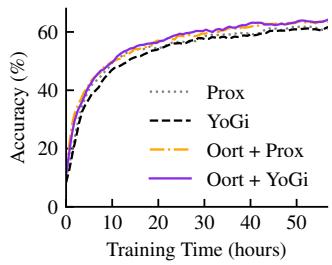 60
40
20
0
Accuracy (%)
Prox
YoGi
Oort + Prox
Oort + YoGi
0 10 20 30 40 50
Training Time (hours)